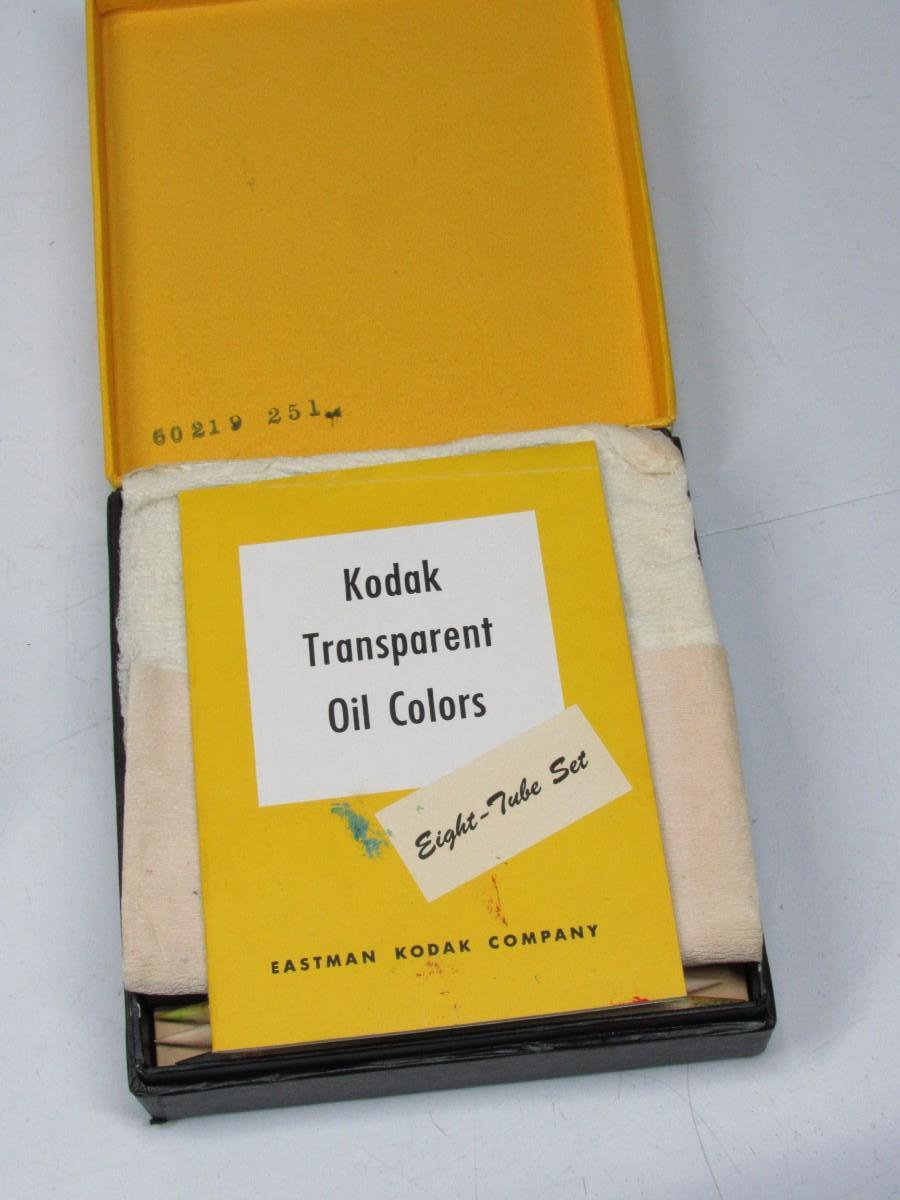 60219 251
Kodak
Transparent
Oil Colors
Eight-Tube Set
EASTMAN KODAK COMPANY